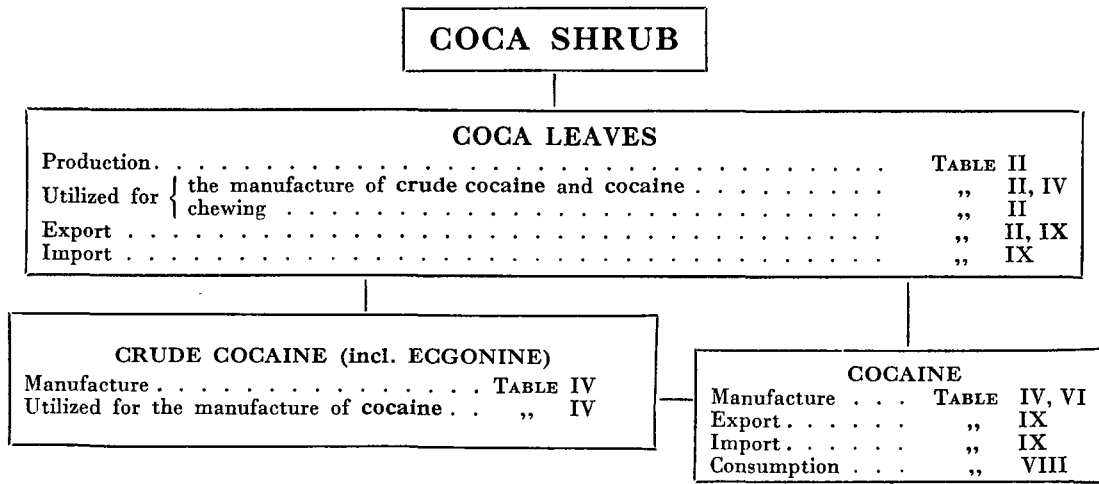 COCA SHRUB
COCA LEAVES
Production. . . . . . . . . . . . . . . . . . . . . . . . . . . . . . TABLE II
Utilized for { the manufacture of crude cocaine and cocaine . . . . . . . . . ,, II, IV
chewing . . . . . . . . . . . . . . . . . . . . . . . . . ,, II
Export . . . . . . . . . . . . . . . . . . . . . . . . . . . . . . . ,, II, IX
Import . . . . . . . . . . . . . . . . . . . . . . . . . . . . . . . ,, IX
CRUDE COCAINE (incl. ECGONINE)
Manufacture . . . . . . . . . . . . . . . TABLE IV
Utilized for the manufacture of cocaine . . ,, IV
COCAINE
Manufacture . . . TABLE IV, VI
Export . . . . . . ,, IX
Import . . . . . . ,, IX
Consumption . . . ,, VIII